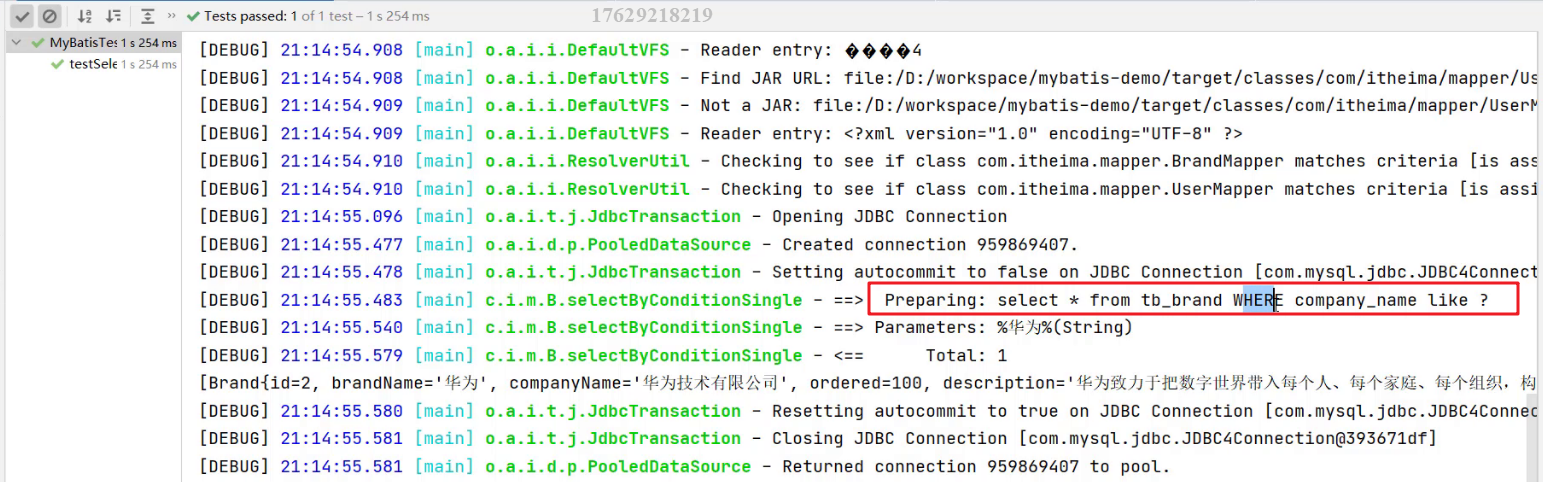 Tests passed: 1 of 1 test – 1 s 254 ms
17629218219
MyBatisTes 1 s 254 ms
testSele 1 s 254 ms
[DEBUG] 21:14:54.908 [main] o.a.i.i.DefaultVFS - Reader entry: ����4
[DEBUG] 21:14:54.908 [main] o.a.i.i.DefaultVFS - Find JAR URL: file:/D:/workspace/mybatis-demo/target/classes/com/itheima/mapper/Us
[DEBUG] 21:14:54.909 [main] o.a.i.i.DefaultVFS - Not a JAR: file:/D:/workspace/mybatis-demo/target/classes/com/itheima/mapper/UserM
[DEBUG] 21:14:54.909 [main] o.a.i.i.DefaultVFS - Reader entry: <?xml version="1.0" encoding="UTF-8" ?>
[DEBUG] 21:14:54.910 [main] o.a.i.i.ResolverUtil - Checking to see if class com.itheima.mapper.BrandMapper matches criteria [is ass
[DEBUG] 21:14:54.910 [main] o.a.i.i.ResolverUtil - Checking to see if class com.itheima.mapper.UserMapper matches criteria [is assi
[DEBUG] 21:14:55.096 [main] o.a.i.t.j.JdbcTransaction - Opening JDBC Connection
[DEBUG] 21:14:55.477 [main] o.a.i.d.p.PooledDataSource - Created connection 959869407.
[DEBUG] 21:14:55.478 [main] o.a.i.t.j.JdbcTransaction - Setting autocommit to false on JDBC Connection [com.mysql.jdbc.JDBC4Connect
[DEBUG] 21:14:55.483 [main] c.i.m.B.selectByConditionSingle - ==>  Preparing: select * from tb_brand WHERE company_name like ?
[DEBUG] 21:14:55.540 [main] c.i.m.B.selectByConditionSingle - ==> Parameters: %华为%(String)
[DEBUG] 21:14:55.579 [main] c.i.m.B.selectByConditionSingle - <==      Total: 1
[Brand{id=2, brandName='华为', companyName='华为技术有限公司', ordered=100, description='华为致力于把数字世界带入每个人、每个家庭、每个组织，构
[DEBUG] 21:14:55.580 [main] o.a.i.t.j.JdbcTransaction - Resetting autocommit to true on JDBC Connection [com.mysql.jdbc.JDBC4Connec
[DEBUG] 21:14:55.581 [main] o.a.i.t.j.JdbcTransaction - Closing JDBC Connection [com.mysql.jdbc.JDBC4Connection@393671df]
[DEBUG] 21:14:55.581 [main] o.a.i.d.p.PooledDataSource - Returned connection 959869407 to pool.